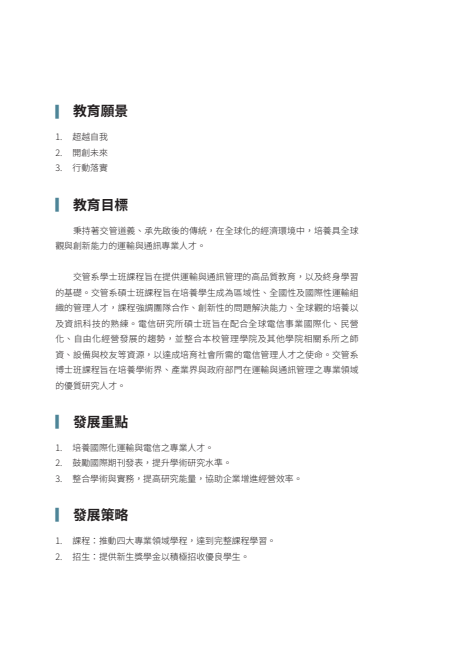 教育願景
1. 超越自我
2. 開創未來
3. 行動落實
教育目標
秉持著交管道義、承先啟後的傳統，在全球化的經濟環境中，培養具全球
觀與創新能力的運輸與通訊專業人才。
交管系學士班課程旨在提供運輸與通訊管理的高品質教育，以及終身學習
的基礎。交管系碩士班課程旨在培養學生成為區域性、全國性及國際性運輸組
織的管理人才，課程強調團隊合作、創新性的問題解決能力、全球觀的培養以
及資訊科技的熟練。電信研究所碩士班旨在配合全球電信事業國際化、民營
化、自由化經營發展的趨勢，並整合本校管理學院及其他學院相關系所之師
資、設備與校友等資源，以達成培育社會所需的電信管理人才之使命。交管系
博士班課程旨在培養學術界、產業界與政府部門在運輸與通訊管理之專業領域
的優質研究人才。
發展重點
1. 培養國際化運輸與電信之專業人才。
2. 鼓勵國際期刊發表，提升學術研究水準。
3. 整合學術與實務，提高研究能量，協助企業增進經營效率。
發展策略
1. 課程：推動四大專業領域學程，達到完整課程學習。
2. 招生：提供新生獎學金以積極招收優良學生。